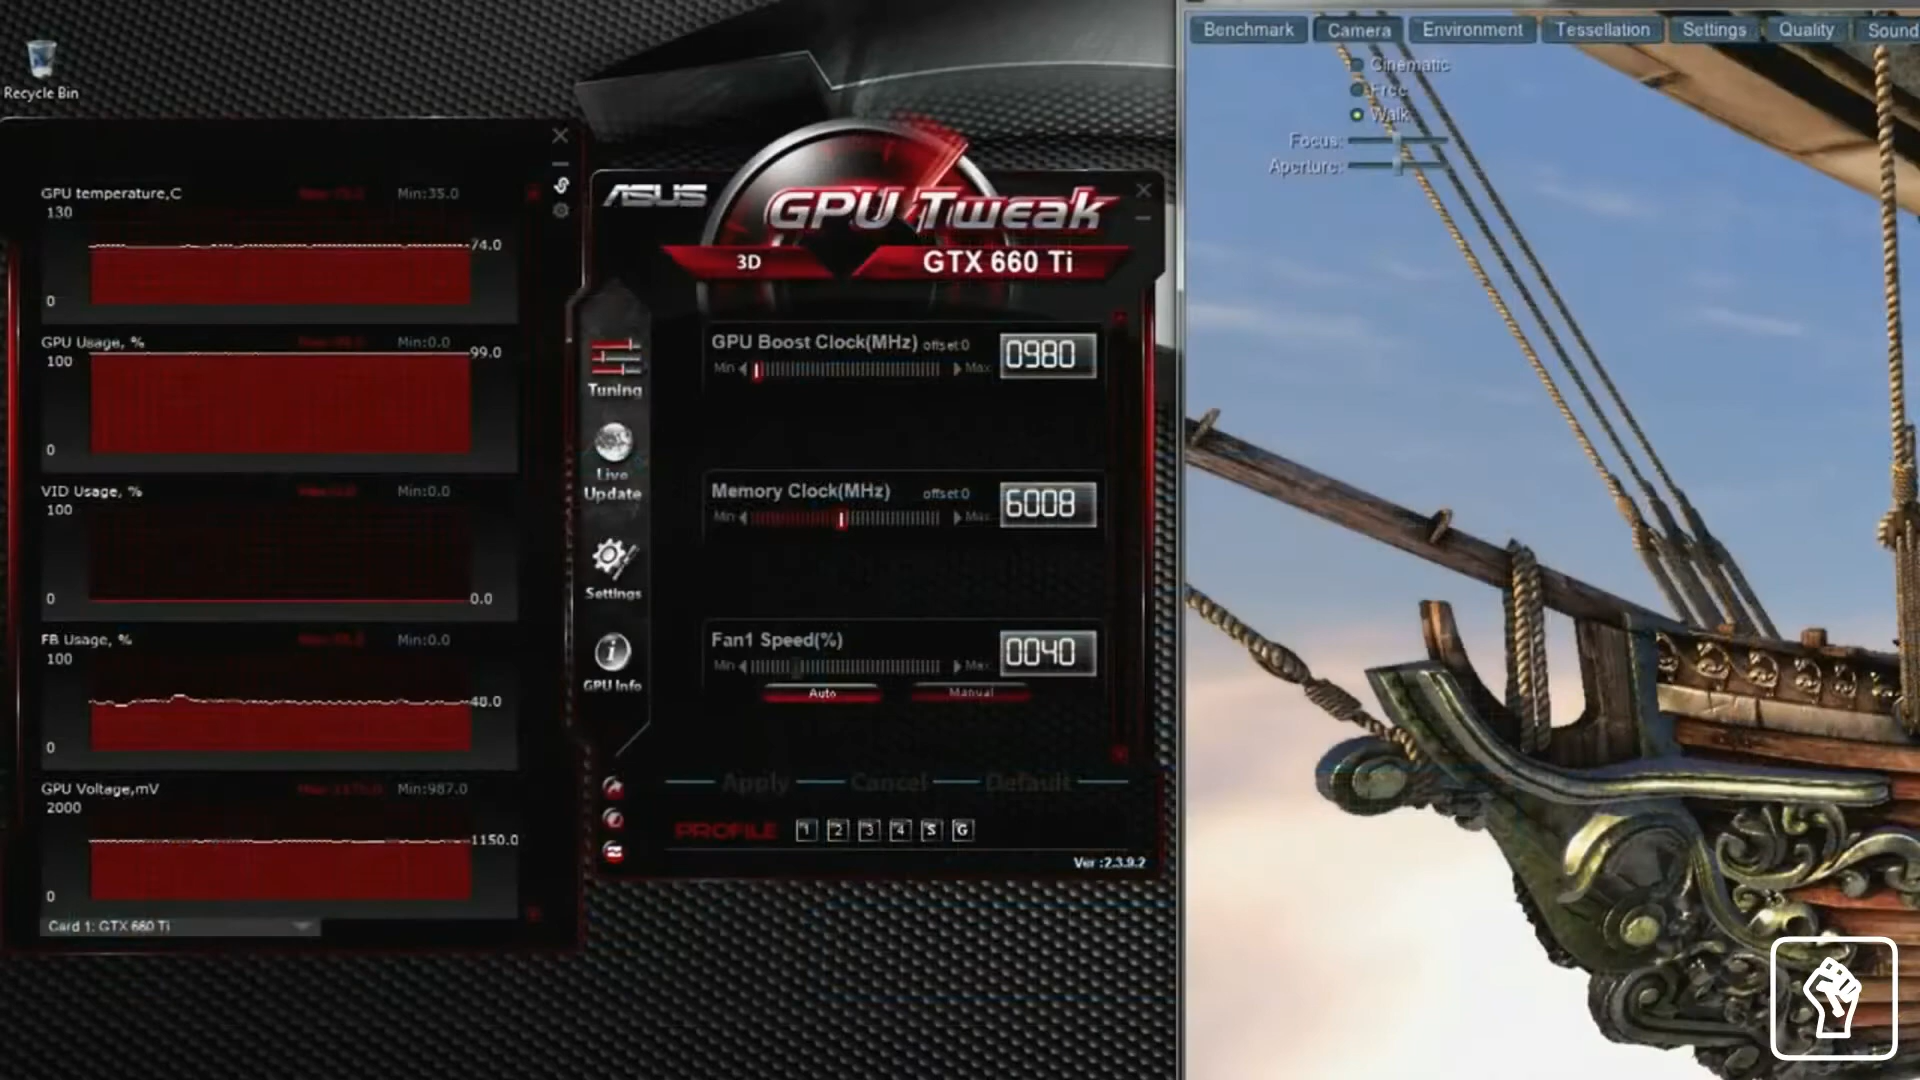 Recycle Bin
GPU temperature,C
Min:35.0
130
74.0
0
GPU Usage, %
Min:0.0
100
99.0
0
VID Usage, %
Min:0.0
100
0
0.0
FB Usage, %
Min:0.0
100
48.0
0
GPU Voltage,mV
Min:987.0
2000
1150.0
0
Card 1: GTX 660 Ti
ASUS
GPU Tweak
3D
GTX 660 Ti
Tuning
Live
Update
Settings
GPU Info
GPU Boost Clock(MHz) offset:0
0980
Min Max
Memory Clock(MHz) offset:0
6008
Min Max
Fan1 Speed(%)
0040
Min Max
Auto Manual
Apply Cancel Default
PROFILE 1 2 3 4 S G
Ver :2.3.9.2
Benchmark Camera Environment Tessellation Settings Quality Sound
Cinematic
Free
Walk
Focus:
Aperture: